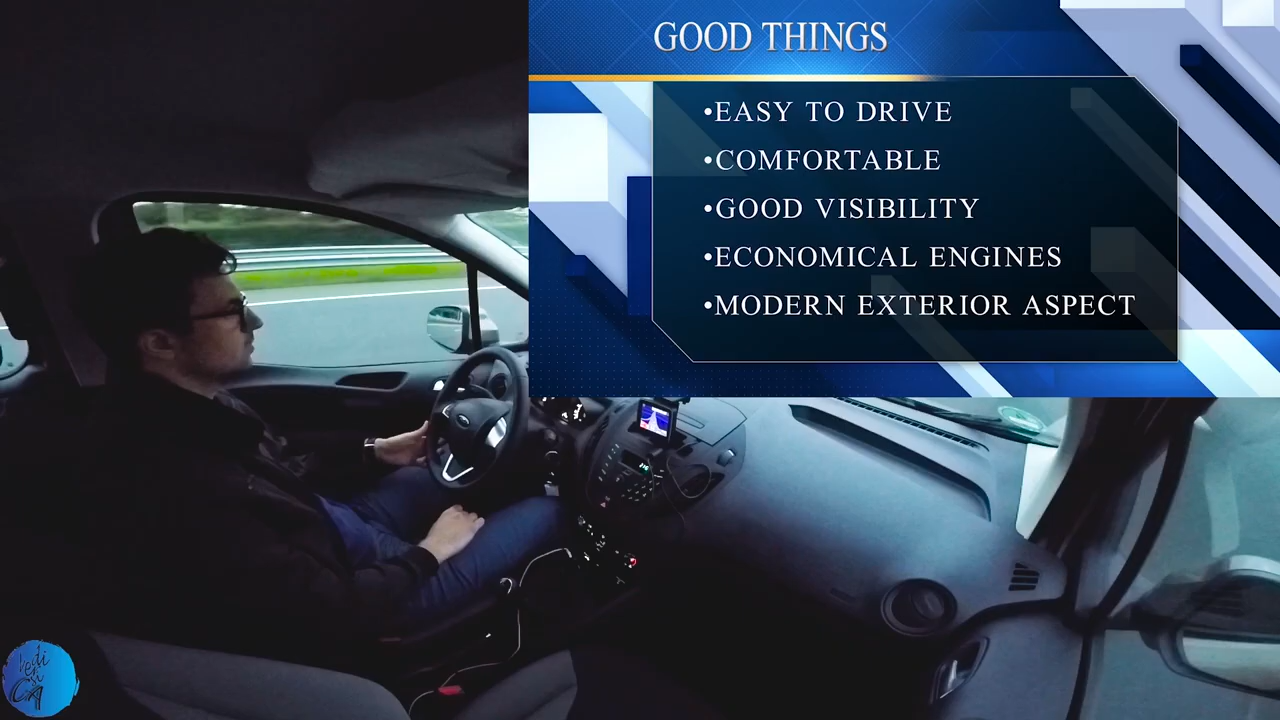 GOOD THINGS
•EASY TO DRIVE
•COMFORTABLE
•GOOD VISIBILITY
•ECONOMICAL ENGINES
•MODERN EXTERIOR ASPECT